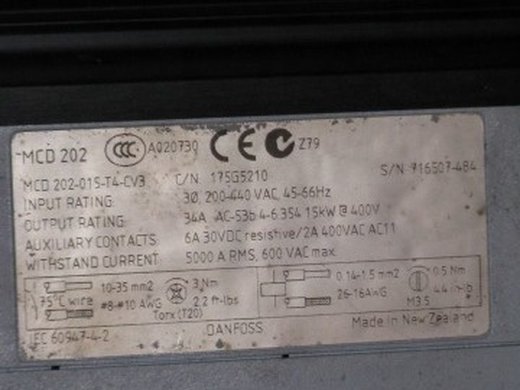 MCD 202 CCC A020730 CE C Z79
MCD 202-015-T4-CV3 C/N 175G5210 S/N 916507-484
INPUT RATING: 3Ø, 200-440 VAC, 45-66Hz
OUTPUT RATING: 34A AC-53b 4-6:354 15kW @ 400V
AUXILIARY CONTACTS: 6A 30VDC resistive/2A 400VAC AC11
WITHSTAND CURRENT: 5000 A RMS, 600 VAC max.
10-35 mm2 3 Nm 0.14-1.5 mm2 0.5 Nm
75°C wire #8-#10 AWG 2.2 ft-lbs 26-16AWG 4.4 in-lb
Torx (T20) M3.5
IEC 60947-4-2 DANFOSS Made in New Zealand